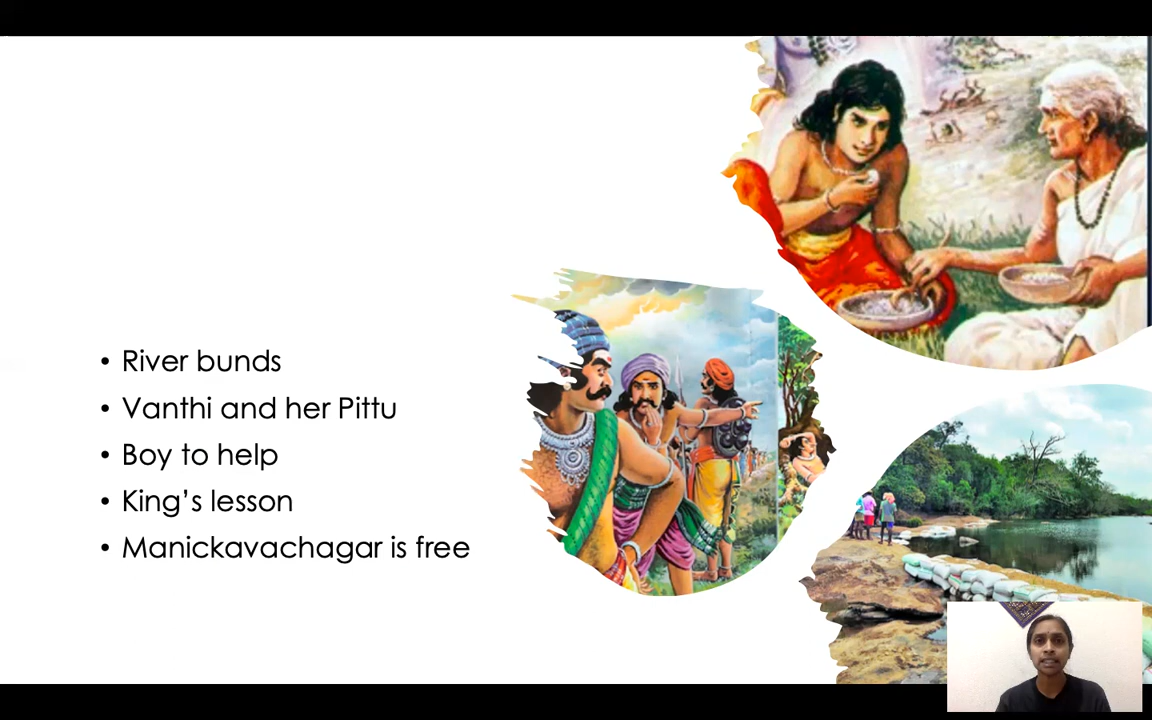 • River bunds
• Vanthi and her Pittu
• Boy to help
• King’s lesson
• Manickavachagar is free